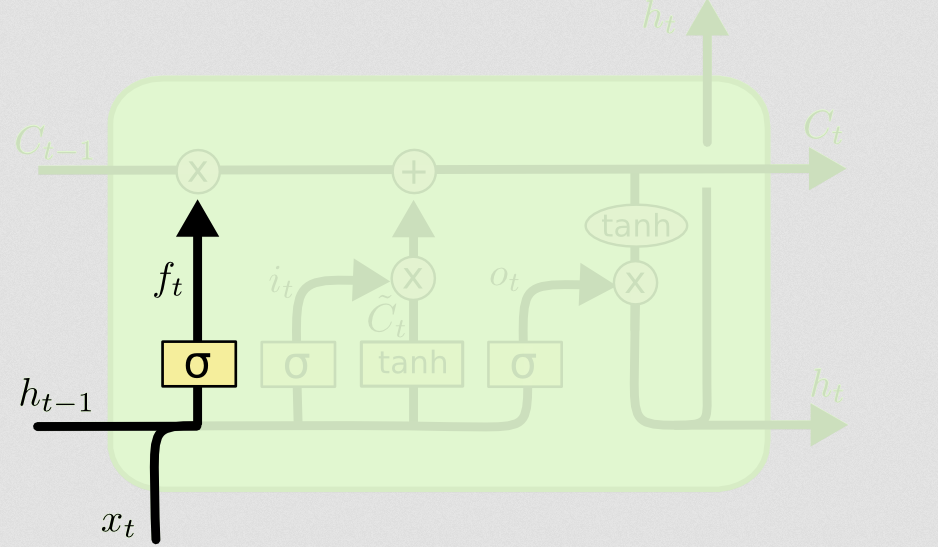 h_t
C_{t-1}
C_t
x
+
tanh
f_t
i_t
x
o_t
x
\tilde{C}_t
σ
σ
tanh
σ
h_{t-1}
h_t
x_t